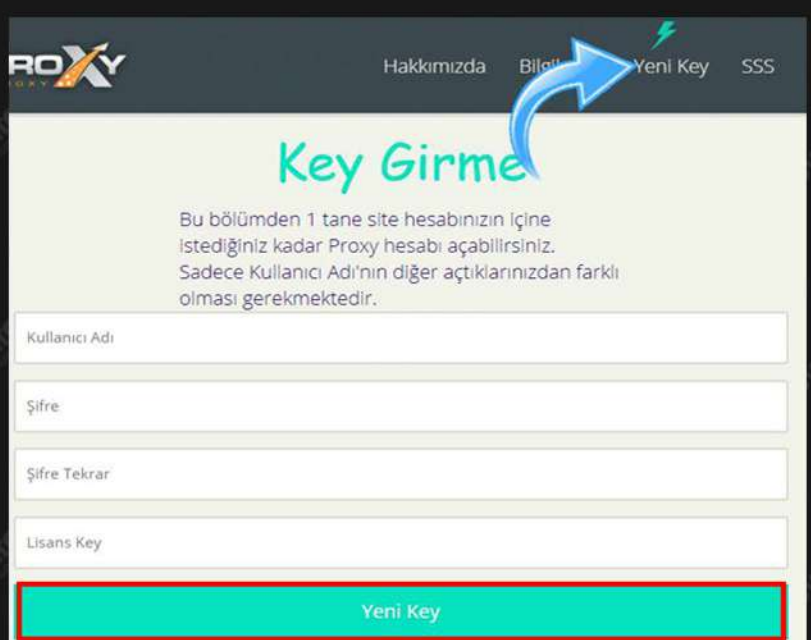 ROXY
Hakkımızda
Yeni Key
SSS
Key Girme
Bu bölümden 1 tane site hesabınızın içine
istediğiniz kadar Proxy hesabı açabilirsiniz.
Sadece Kullanıcı Adı'nın diğer açtıklarınızdan farklı
olması gerekmektedir.
Kullanıcı Adı
Şifre
Şifre Tekrar
Lisans Key
Yeni Key